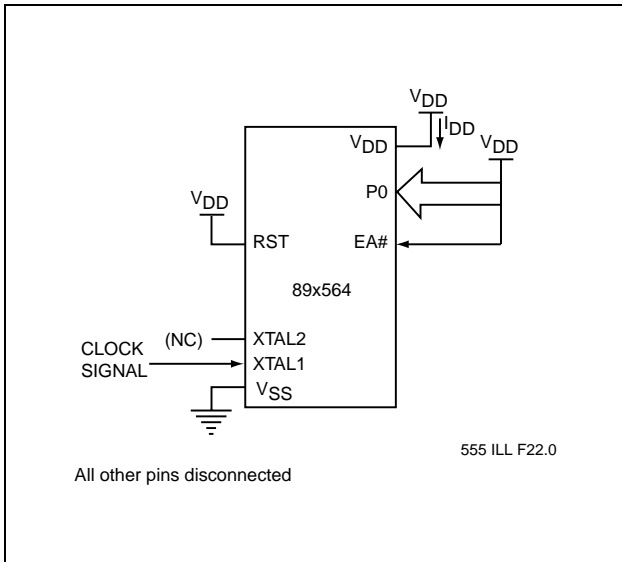 VDD
IDD
VDD
VDD
P0
VDD
RST
EA#
89x564
(NC)
XTAL2
CLOCK
SIGNAL
XTAL1
VSS
555 ILL F22.0
All other pins disconnected